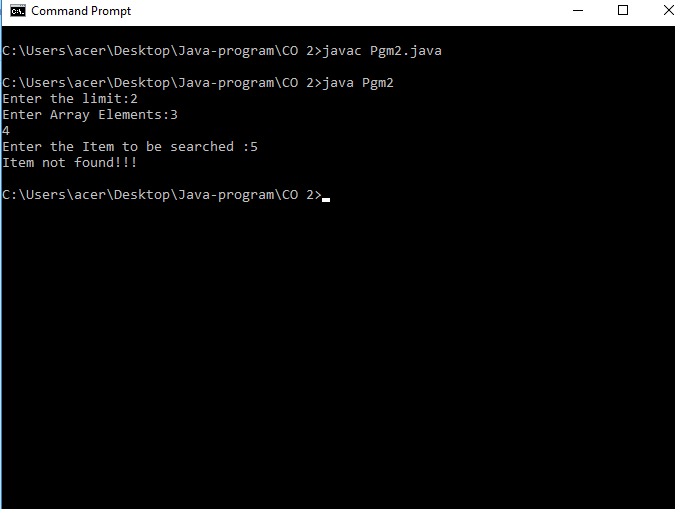 Command Prompt
C:\Users\acer\Desktop\Java-program\CO 2>javac Pgm2.java
C:\Users\acer\Desktop\Java-program\CO 2>java Pgm2
Enter the limit:2
Enter Array Elements:3
4
Enter the Item to be searched :5
Item not found!!!
C:\Users\acer\Desktop\Java-program\CO 2>